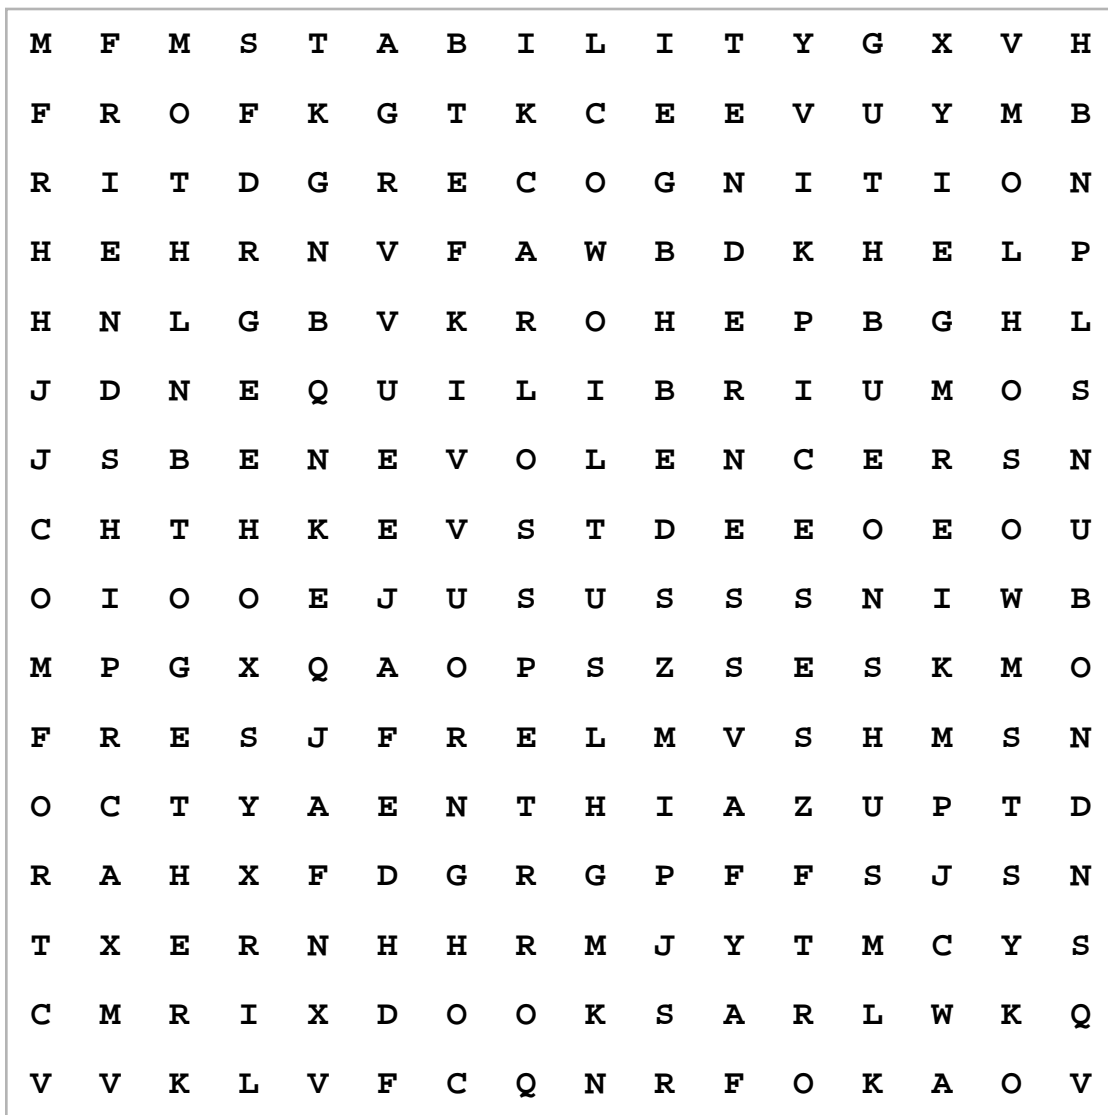 M F M S T A B I L I T Y G X V H
F R O F K G T K C E E V U Y M B
R I T D G R E C O G N I T I O N
H E H R N V F A W B D K H E L P
H N L G B V K R O H E P B G H L
J D N E Q U I L I B R I U M O S
J S B E N E V O L E N C E R S N
C H T H K E V S T D E E O E O U
O I O O E J U S U S S S N I W B
M P G X Q A O P S Z S E S K M O
F R E S J F R E L M V S H M S N
O C T Y A E N T H I A Z U P T D
R A H X F D G R G P F F S J S N
T X E R N H H R M J Y T M C Y S
C M R I X D O O K S A R L W K Q
V V K L V F C Q N R F O K A O V